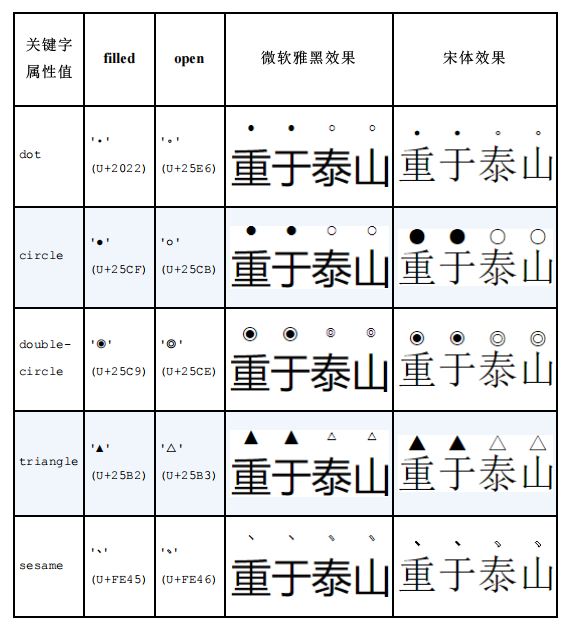 关键字
属性值
filled
open
微软雅黑效果
宋体效果
dot
'•'
(U+2022)
'◦'
(U+25E6)
重于泰山
重于泰山
circle
'●'
(U+25CF)
'○'
(U+25CB)
重于泰山
重于泰山
double-
circle
'◉'
(U+25C9)
'◎'
(U+25CE)
重于泰山
重于泰山
triangle
'▲'
(U+25B2)
'△'
(U+25B3)
重于泰山
重于泰山
sesame
'﹅'
(U+FE45)
'﹆'
(U+FE46)
重于泰山
重于泰山